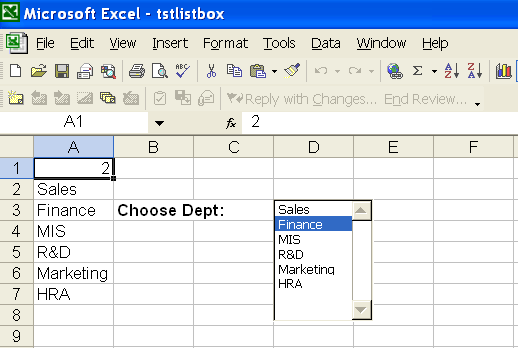 Microsoft Excel - tstlistbox
File Edit View Insert Format Tools Data Window Help
Reply with Changes... End Review...
A1 fx 2
A B C D E F
1 2
2 Sales
3 Finance Choose Dept:
4 MIS
5 R&D
6 Marketing
7 HRA
8
9
Sales
Finance
MIS
R&D
Marketing
HRA